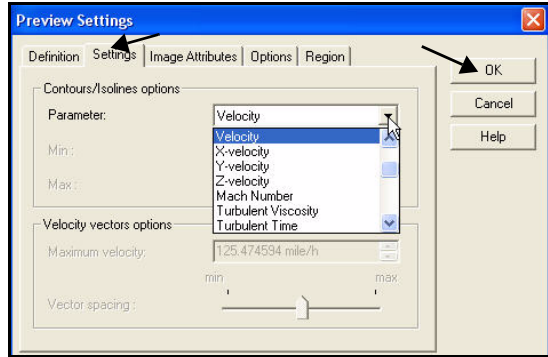 Preview Settings
Definition Settings Image Attributes Options Region
OK
Cancel
Help
Contours/Isolines options
Parameter: Velocity
Velocity
X-velocity
Y-velocity
Z-velocity
Mach Number
Turbulent Viscosity
Turbulent Time
Min :
Max :
Velocity vectors options
Maximum velocity: 125.474594 mile/h
min max
Vector spacing :